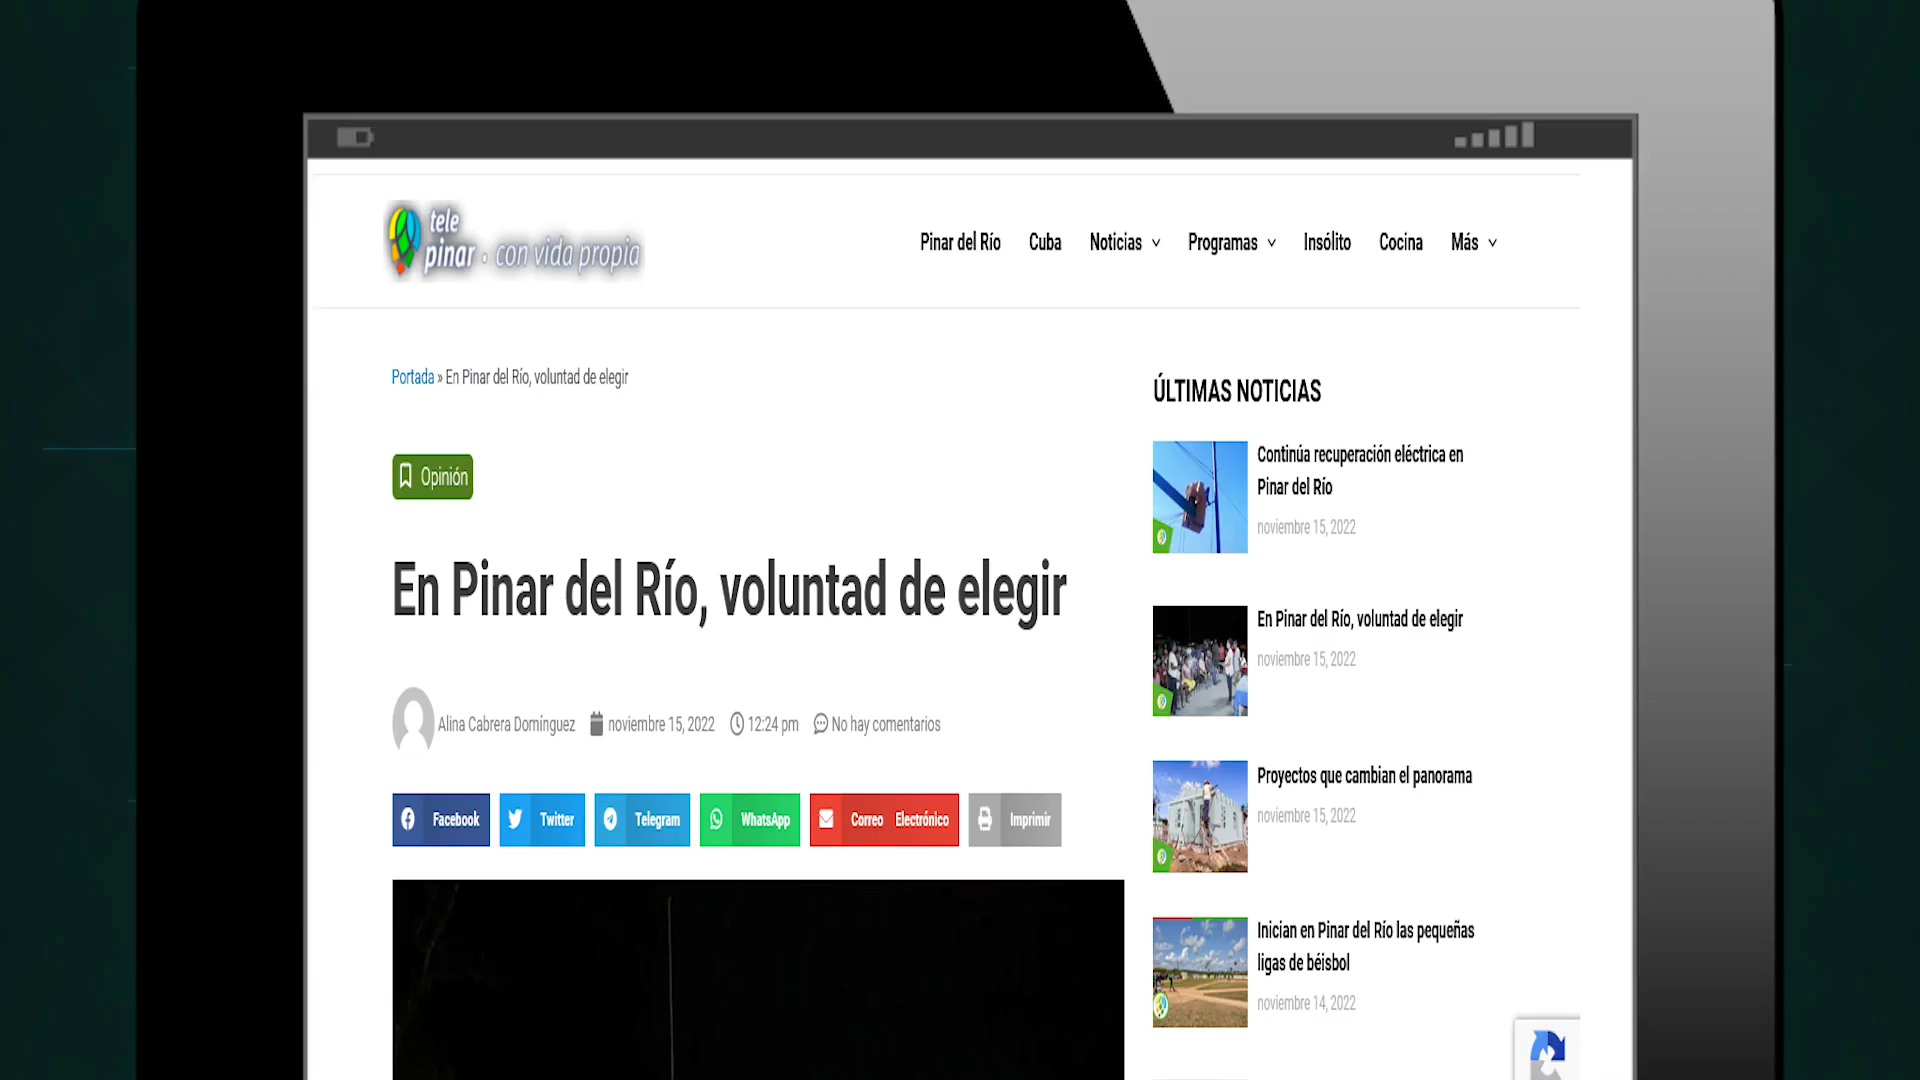 tele
pinar · con vida propia
Pinar del Río Cuba Noticias Programas Insólito Cocina Más
Portada » En Pinar del Río, voluntad de elegir
Opinión
En Pinar del Río, voluntad de elegir
Alina Cabrera Domínguez noviembre 15, 2022 12:24 pm No hay comentarios
Facebook Twitter Telegram WhatsApp Correo Electrónico Imprimir
ÚLTIMAS NOTICIAS
Continúa recuperación eléctrica en
Pinar del Río
noviembre 15, 2022
En Pinar del Río, voluntad de elegir
noviembre 15, 2022
Proyectos que cambian el panorama
noviembre 15, 2022
Inician en Pinar del Río las pequeñas
ligas de béisbol
noviembre 14, 2022